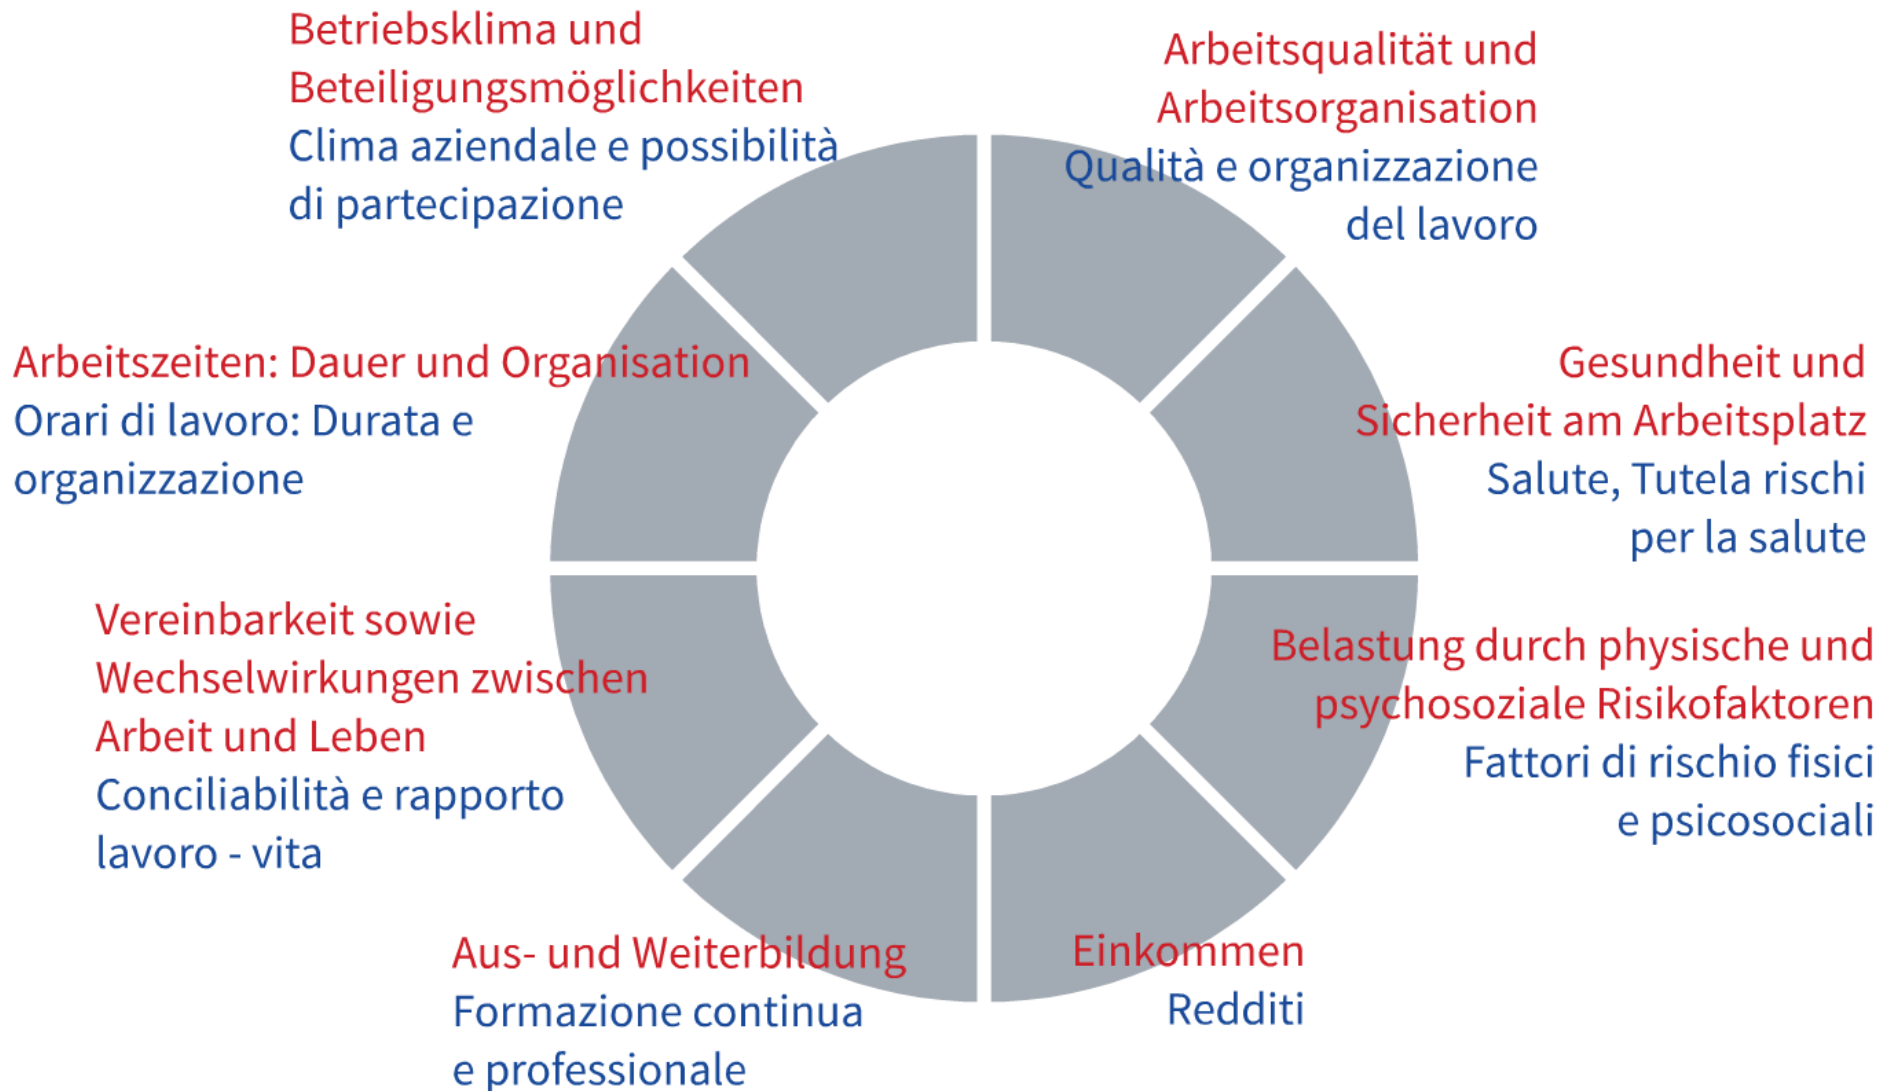 Betriebsklima und
Beteiligungsmöglichkeiten
Clima aziendale e possibilità
di partecipazione
Arbeitsqualität und
Arbeitsorganisation
Qualità e organizzazione
del lavoro
Arbeitszeiten: Dauer und Organisation
Orari di lavoro: Durata e
organizzazione
Gesundheit und
Sicherheit am Arbeitsplatz
Salute, Tutela rischi
per la salute
Vereinbarkeit sowie
Wechselwirkungen zwischen
Arbeit und Leben
Conciliabilità e rapporto
lavoro - vita
Belastung durch physische und
psychosoziale Risikofaktoren
Fattori di rischio fisici
e psicosociali
Aus- und Weiterbildung
Formazione continua
e professionale
Einkommen
Redditi